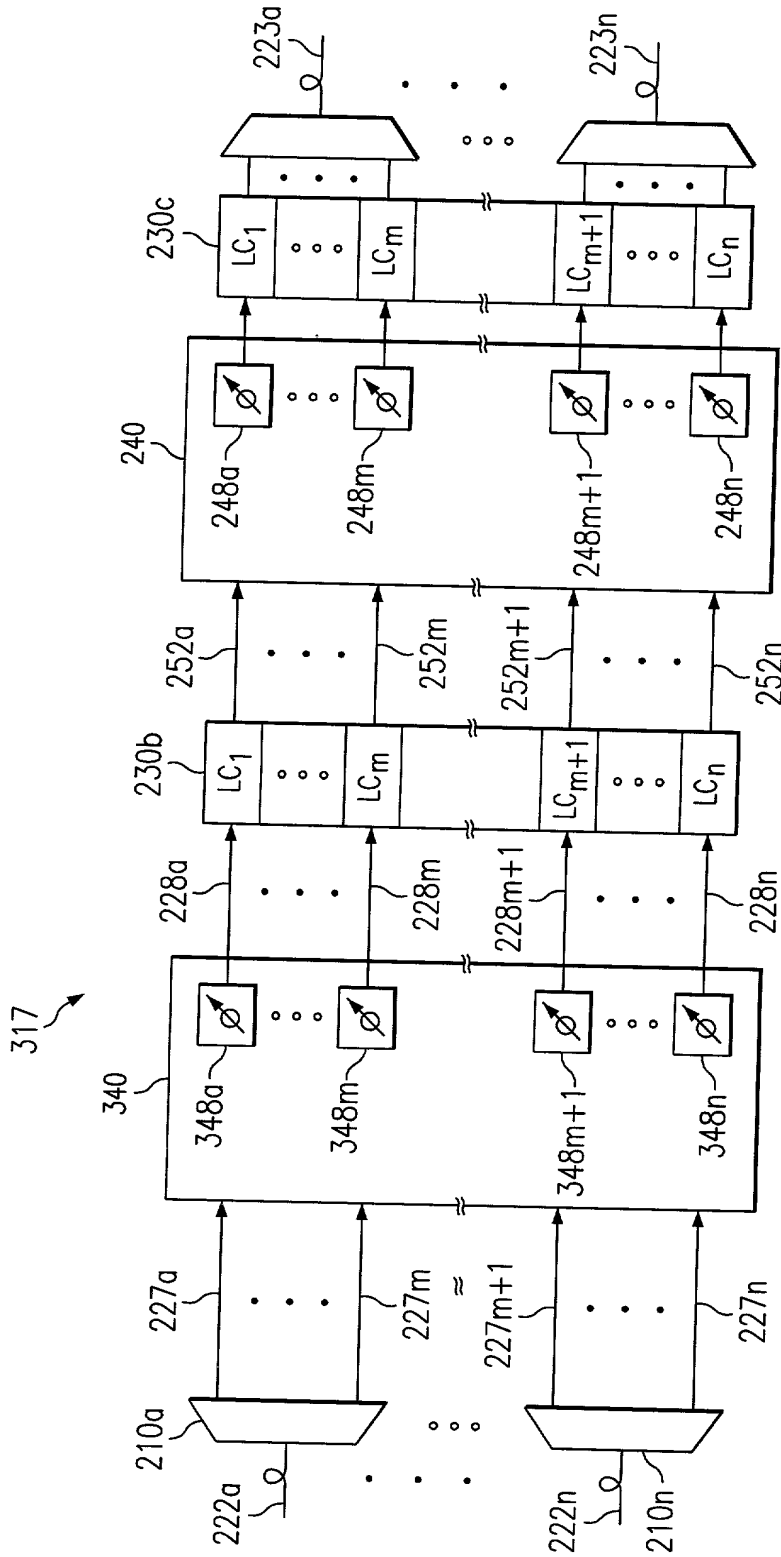 317
222a
210a
227a
227m
227m+1
227n
222n
210n
340
348a
348m
348m+1
348n
228a
228m
228m+1
228n
230b
LC1
LCm
LCm+1
LCn
252a
252m
252m+1
252n
240
248a
248m
248m+1
248n
230c
LC1
LCm
LCm+1
LCn
223a
223n